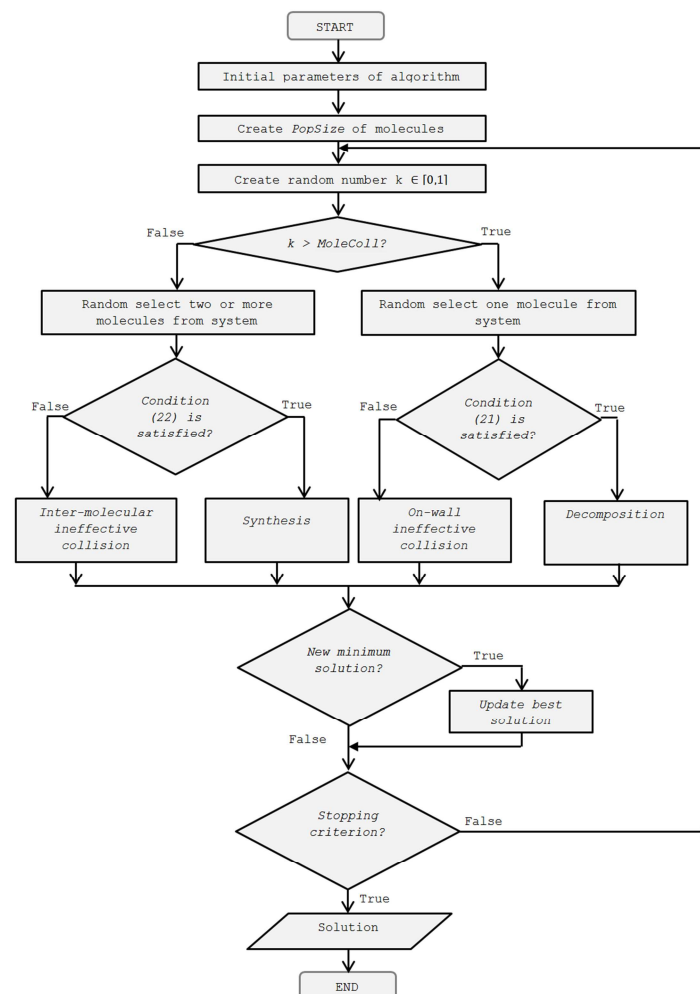 START
Initial parameters of algorithm
Create PopSize of molecules
Create random number k ∈ [0,1]
False
True
k > MoleColl?
Random select two or more
molecules from system
Random select one molecule from
system
False
Condition
(22) is
satisfied?
True
False
Condition
(21) is
satisfied?
True
Inter-molecular
ineffective
collision
Synthesis
On-wall
ineffective
collision
Decomposition
New minimum
solution?
True
Update best
solution
False
Stopping
criterion?
False
True
Solution
END